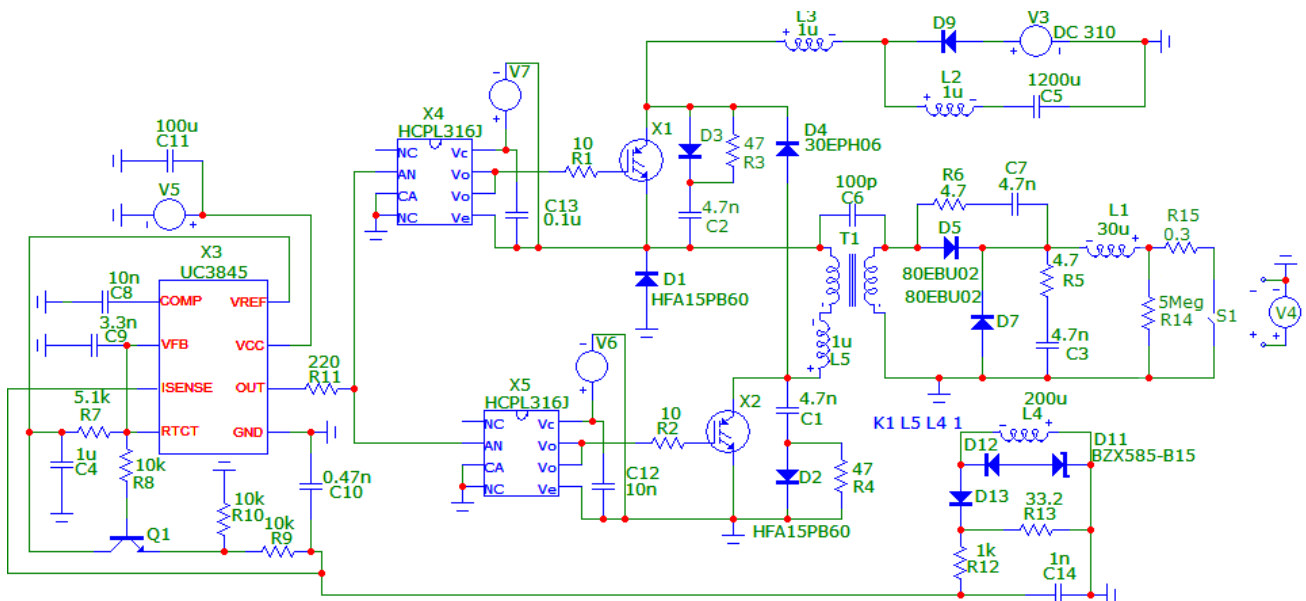 L3
1u
D9
V3
DC 310
L2
1u
1200u
C5
V7
X4
HCPL316J
NC
AN
CA
NC
Vc
Vo
Vo
Ve
10
R1
X1
D3
47
R3
D4
30EPH06
C13
0.1u
4.7n
C2
100u
C11
V5
X3
UC3845
COMP
VFB
ISENSE
RTCT
VREF
VCC
OUT
GND
10n
C8
3.3n
C9
220
R11
5.1k
R7
1u
C4
10k
R8
10k
R10
10k
R9
0.47n
C10
Q1
D1
HFA15PB60
100p
C6
T1
1u
L5
R6
4.7
C7
4.7n
D5
80EBU02
80EBU02
D7
4.7
R5
4.7n
C3
L1
30u
R15
0.3
5Meg
R14
S1
V4
V6
X5
HCPL316J
NC
AN
CA
NC
Vc
Vo
Vo
Ve
10
R2
X2
C12
10n
4.7n
C1
D2
47
R4
HFA15PB60
K1 L5 L4 1
200u
L4
D12
D11
BZX585-B15
D13
33.2
R13
1k
R12
1n
C14